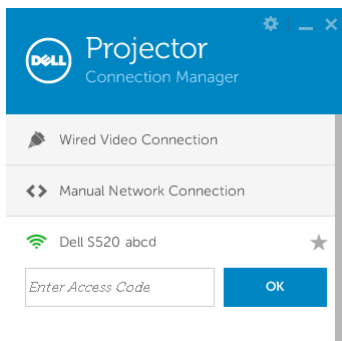 DELL
Projector
Connection Manager
Wired Video Connection
Manual Network Connection
Dell S520 abcd
Enter Access Code
OK